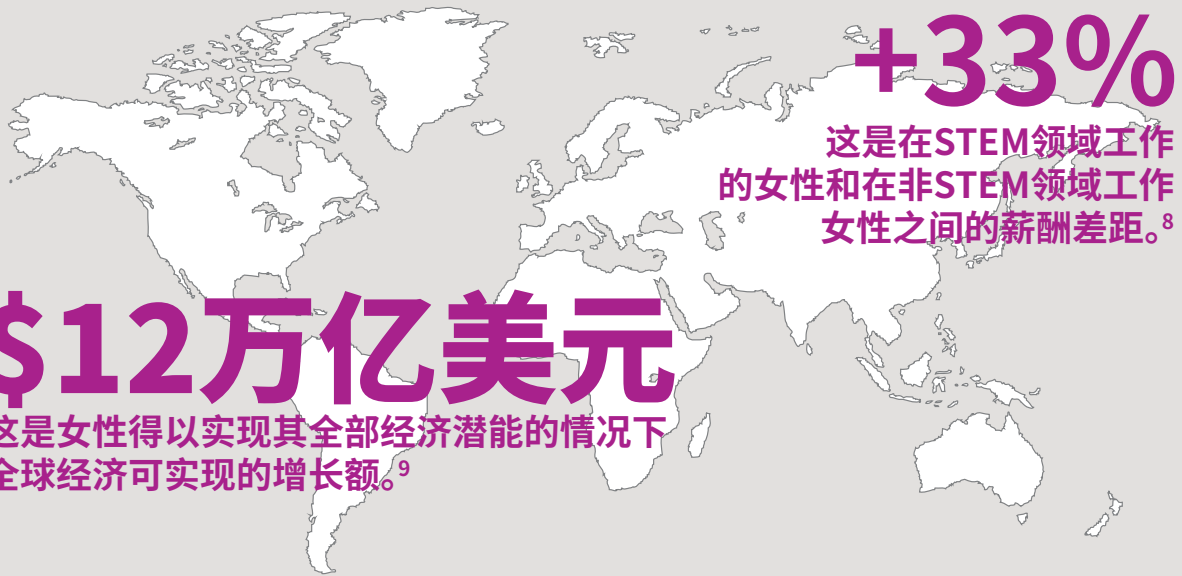 +33%
这是在STEM领域工作
的女性和在非STEM领域工作
女性之间的薪酬差距。8
$12万亿美元
这是女性得以实现其全部经济潜能的情况下
全球经济可实现的增长额。9